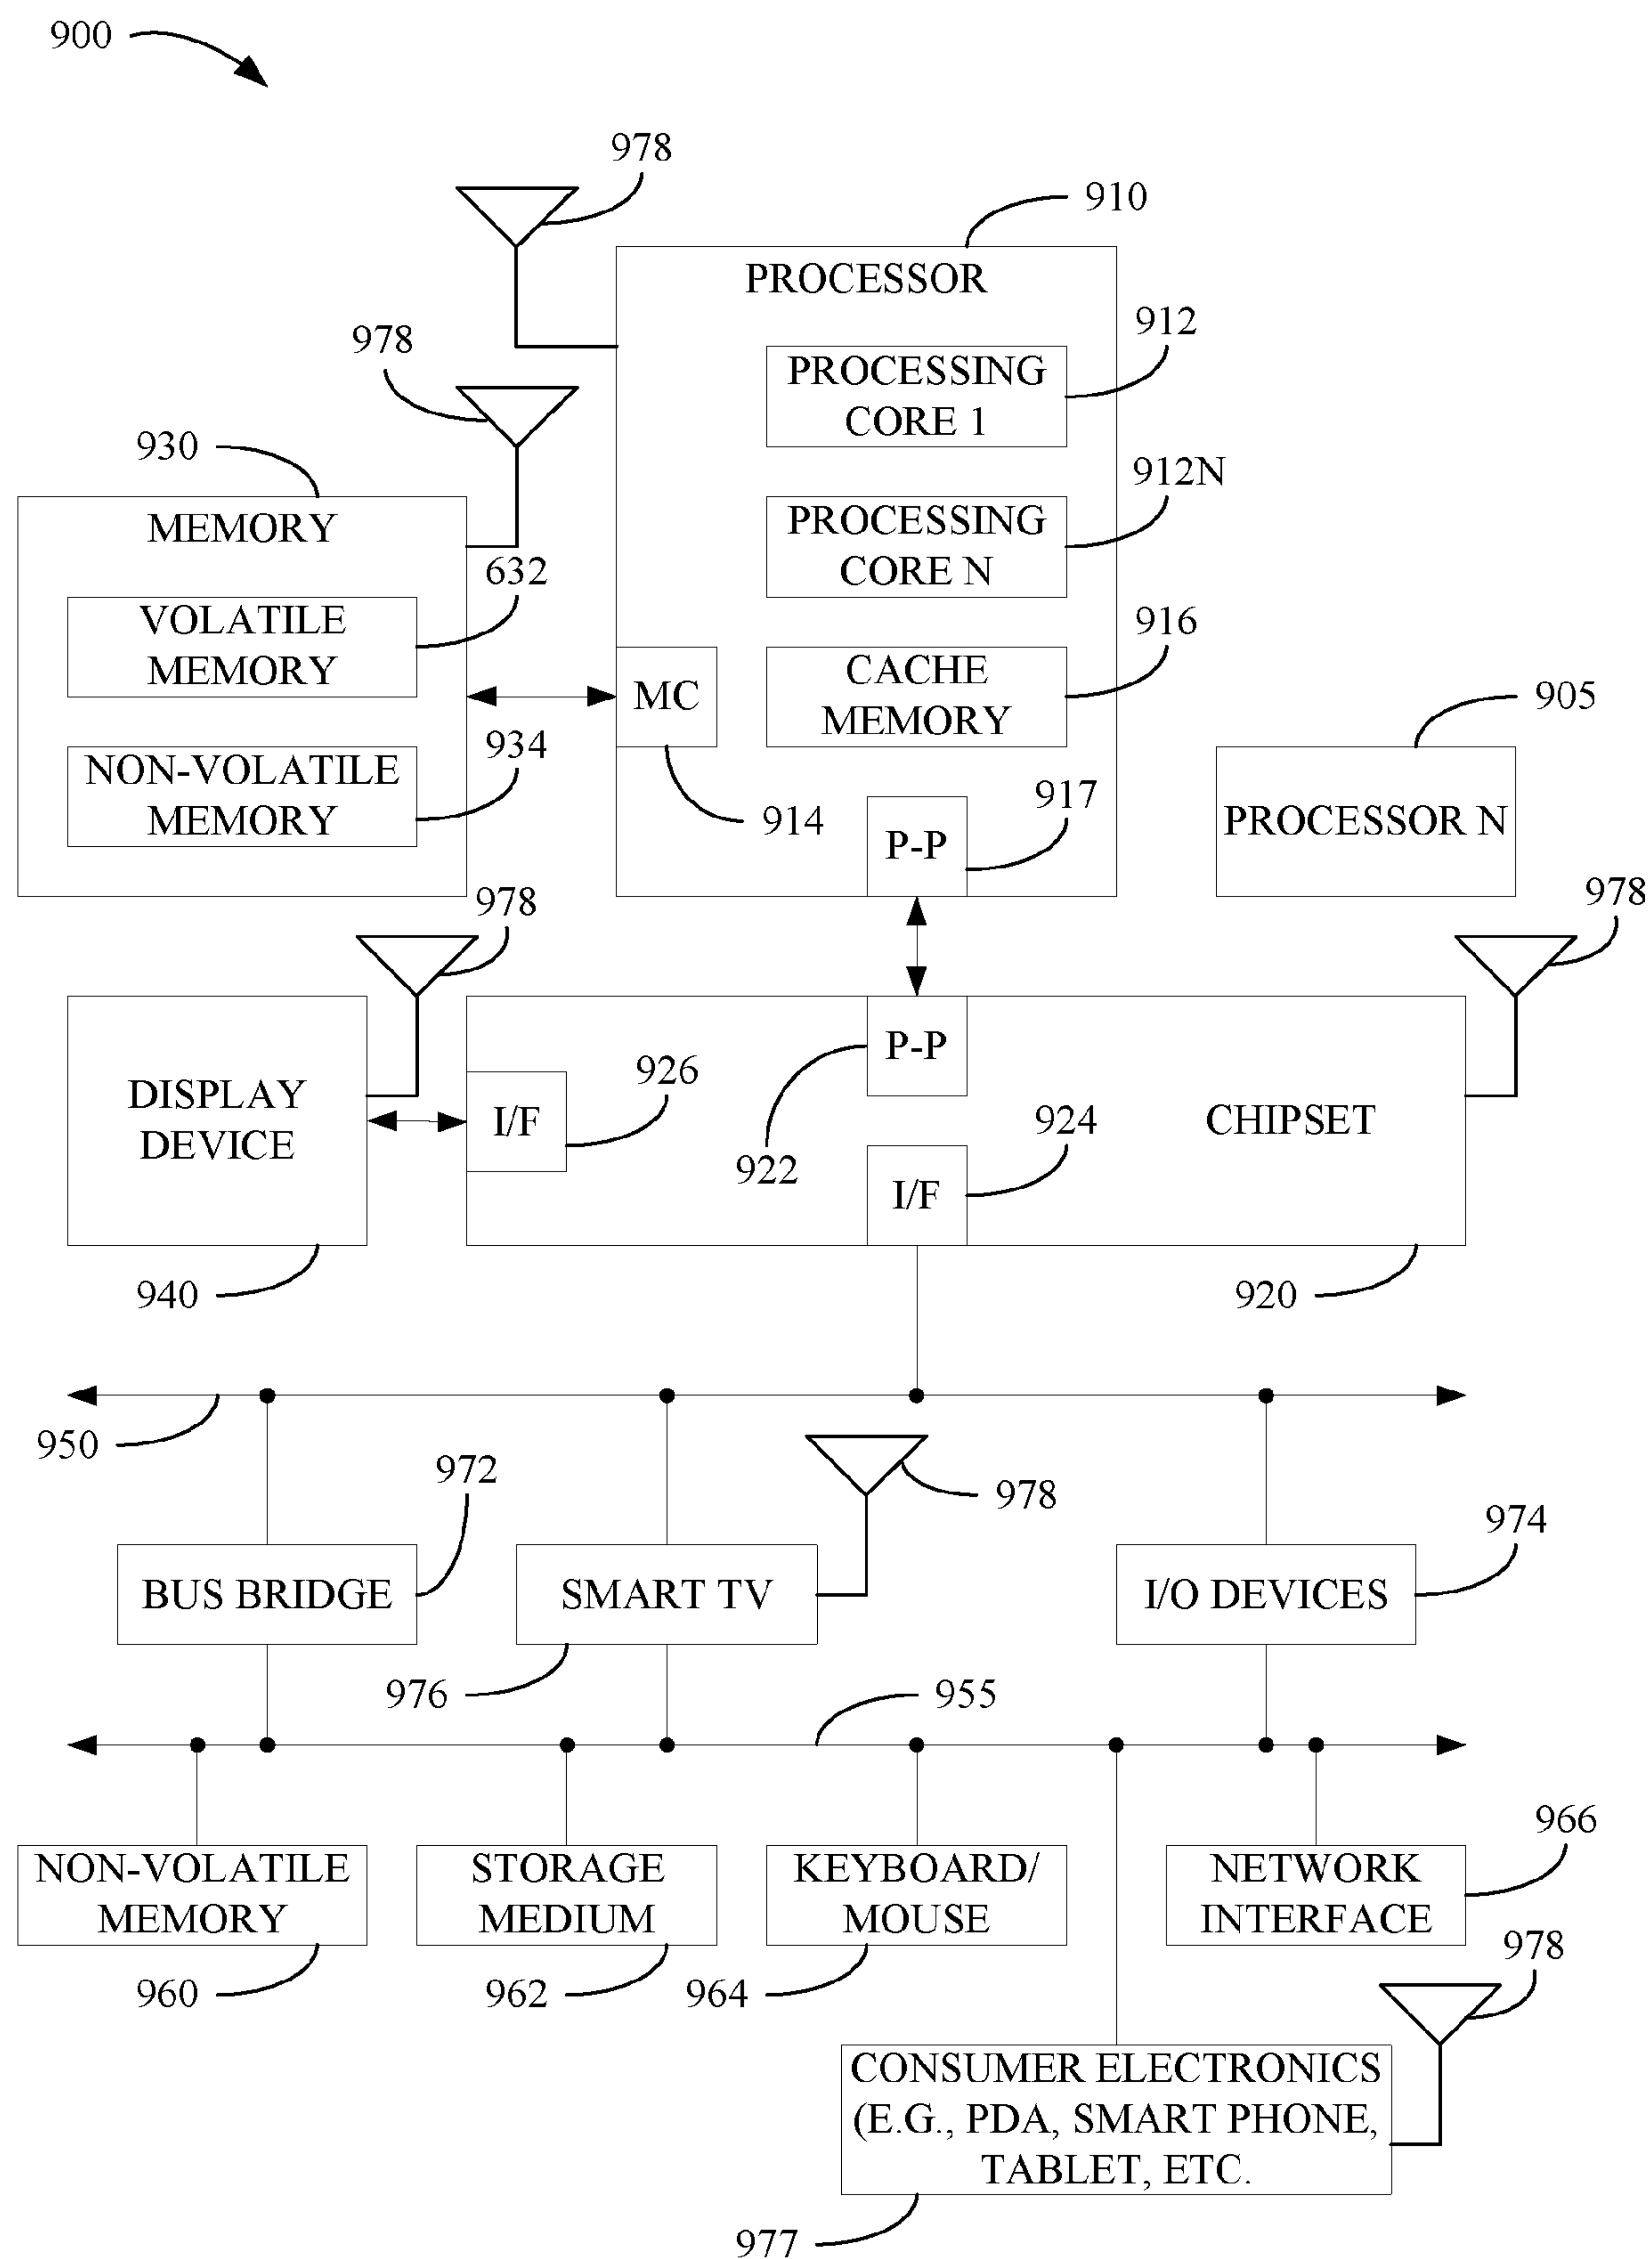 900
978
910
PROCESSOR
978
912
PROCESSING
CORE 1
930
912N
MEMORY
PROCESSING
CORE N
632
VOLATILE
MEMORY
916
CACHE
MEMORY
MC
905
934
NON-VOLATILE
MEMORY
914
917
P-P
PROCESSOR N
978
978
P-P
926
DISPLAY
DEVICE
I/F
924
CHIPSET
922
I/F
940
920
950
972
978
974
BUS BRIDGE
SMART TV
I/O DEVICES
976
955
966
NON-VOLATILE
MEMORY
STORAGE
MEDIUM
KEYBOARD/
MOUSE
NETWORK
INTERFACE
978
960
962
964
CONSUMER ELECTRONICS
(E.G., PDA, SMART PHONE,
TABLET, ETC.
977